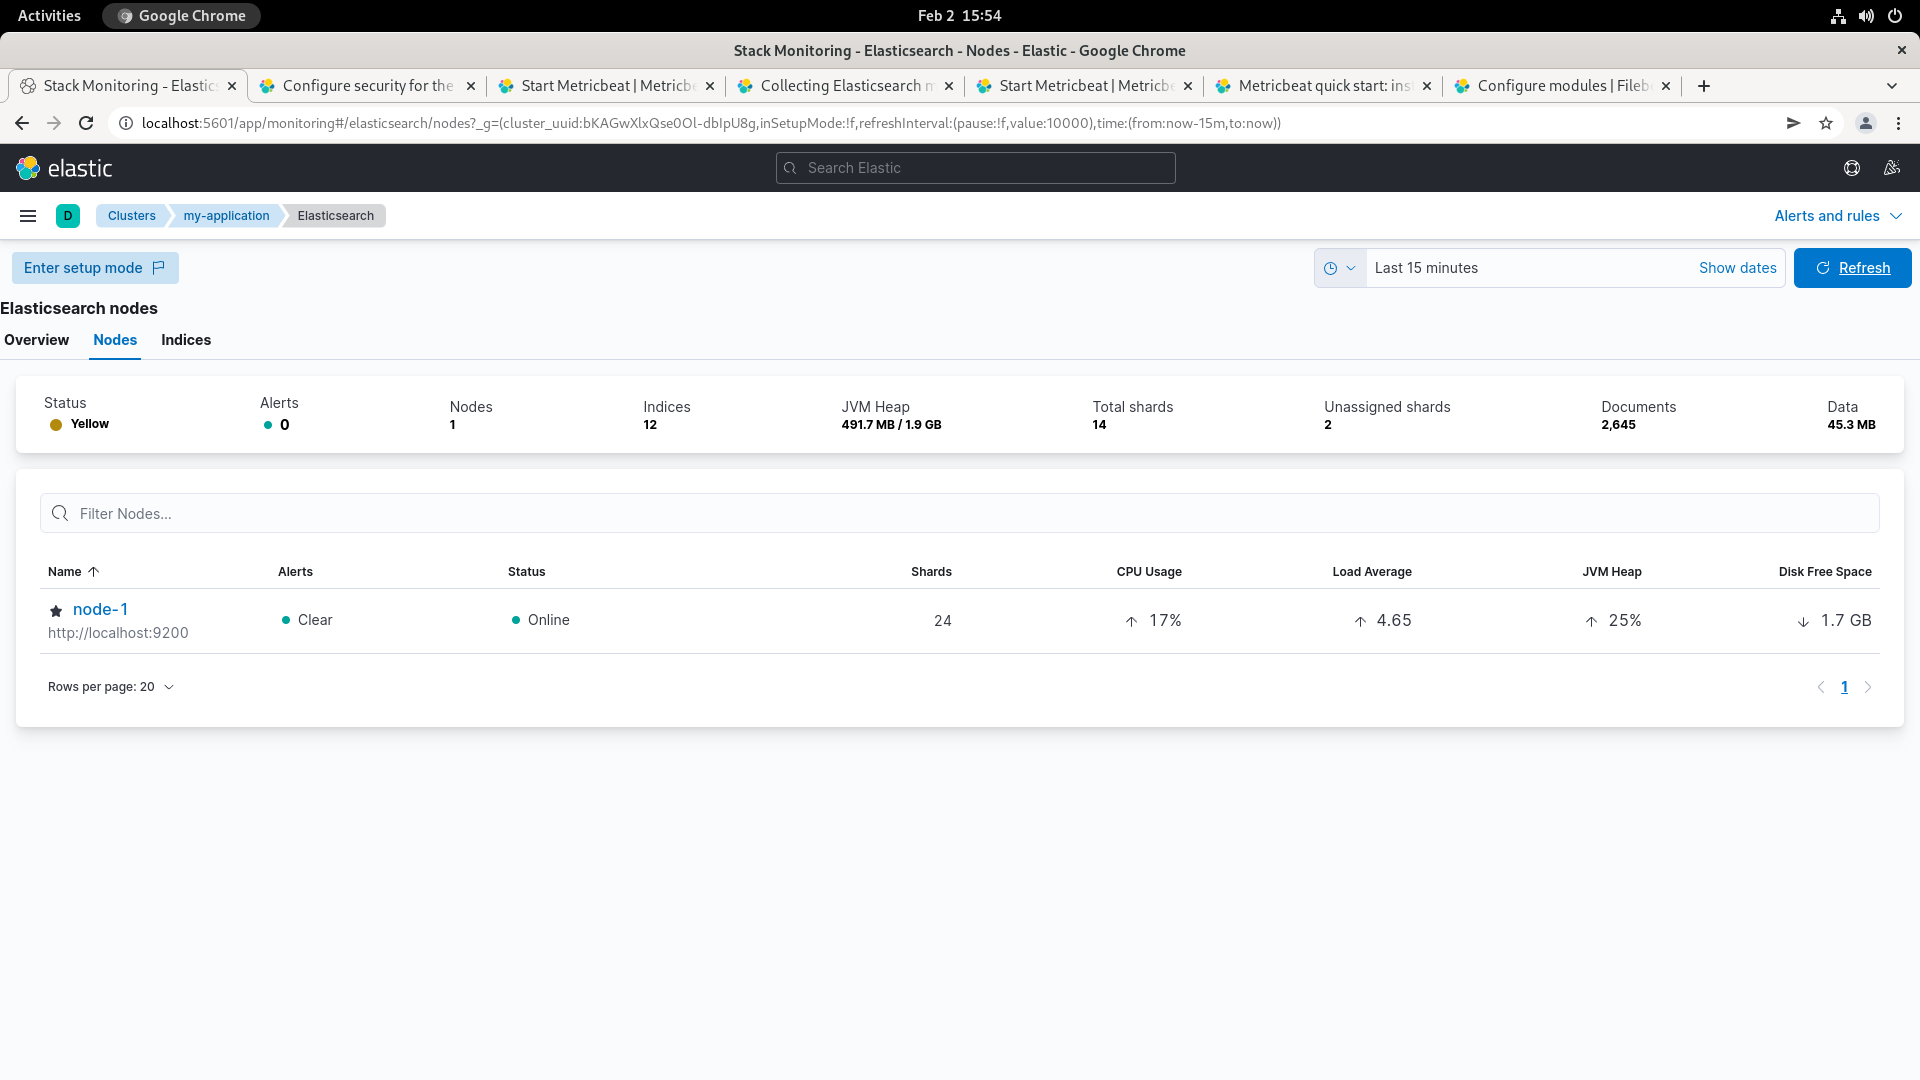 Activities Google Chrome Feb 2 15:54
Stack Monitoring - Elasticsearch - Nodes - Elastic - Google Chrome
Stack Monitoring - Elastics Configure security for the Start Metricbeat | Metricbe Collecting Elasticsearch m Start Metricbeat | Metricbe Metricbeat quick start: ins Configure modules | Fileb
localhost:5601/app/monitoring#/elasticsearch/nodes?_g=(cluster_uuid:bKAGwXlxQse0Ol-dbIpU8g,inSetupMode:!f,refreshInterval:(pause:!f,value:10000),time:(from:now-15m,to:now))
elastic Search Elastic
D Clusters my-application Elasticsearch Alerts and rules
Enter setup mode Last 15 minutes Show dates Refresh
Elasticsearch nodes
Overview Nodes Indices
Status Alerts Nodes Indices JVM Heap Total shards Unassigned shards Documents Data
Yellow 0 1 12 491.7 MB / 1.9 GB 14 2 2,645 45.3 MB
Filter Nodes...
Name Alerts Status Shards CPU Usage Load Average JVM Heap Disk Free Space
node-1 Clear Online 24 17% 4.65 25% 1.7 GB
http://localhost:9200
Rows per page: 20 1